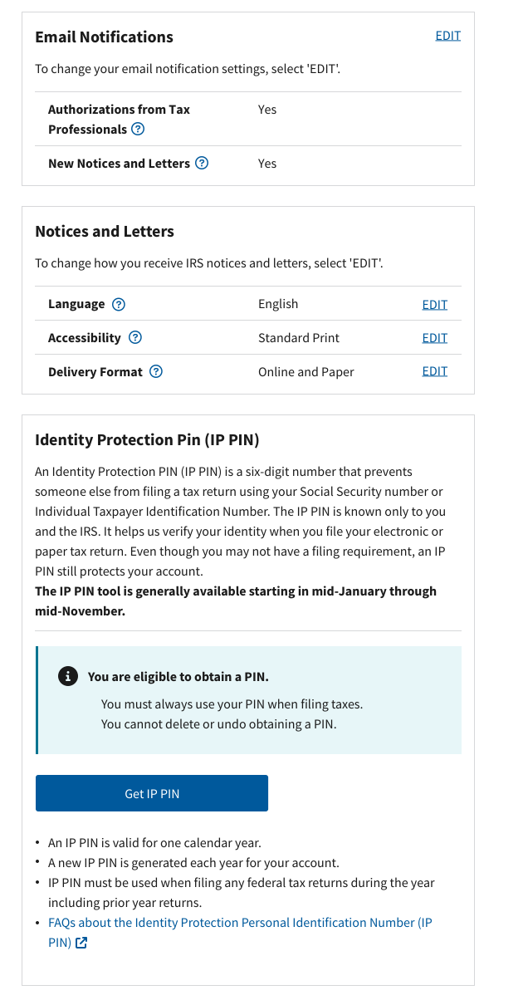 Email Notifications
EDIT
To change your email notification settings, select 'EDIT'.
Authorizations from Tax
Professionals
Yes
New Notices and Letters
Yes
Notices and Letters
To change how you receive IRS notices and letters, select 'EDIT'.
Language
English
EDIT
Accessibility
Standard Print
EDIT
Delivery Format
Online and Paper
EDIT
Identity Protection Pin (IP PIN)
An Identity Protection PIN (IP PIN) is a six-digit number that prevents
someone else from filing a tax return using your Social Security number or
Individual Taxpayer Identification Number. The IP PIN is known only to you
and the IRS. It helps us verify your identity when you file your electronic or
paper tax return. Even though you may not have a filing requirement, an IP
PIN still protects your account.
The IP PIN tool is generally available starting in mid-January through
mid-November.
You are eligible to obtain a PIN.
You must always use your PIN when filing taxes.
You cannot delete or undo obtaining a PIN.
Get IP PIN
• An IP PIN is valid for one calendar year.
• A new IP PIN is generated each year for your account.
• IP PIN must be used when filing any federal tax returns during the year
including prior year returns.
• FAQs about the Identity Protection Personal Identification Number (IP
PIN)